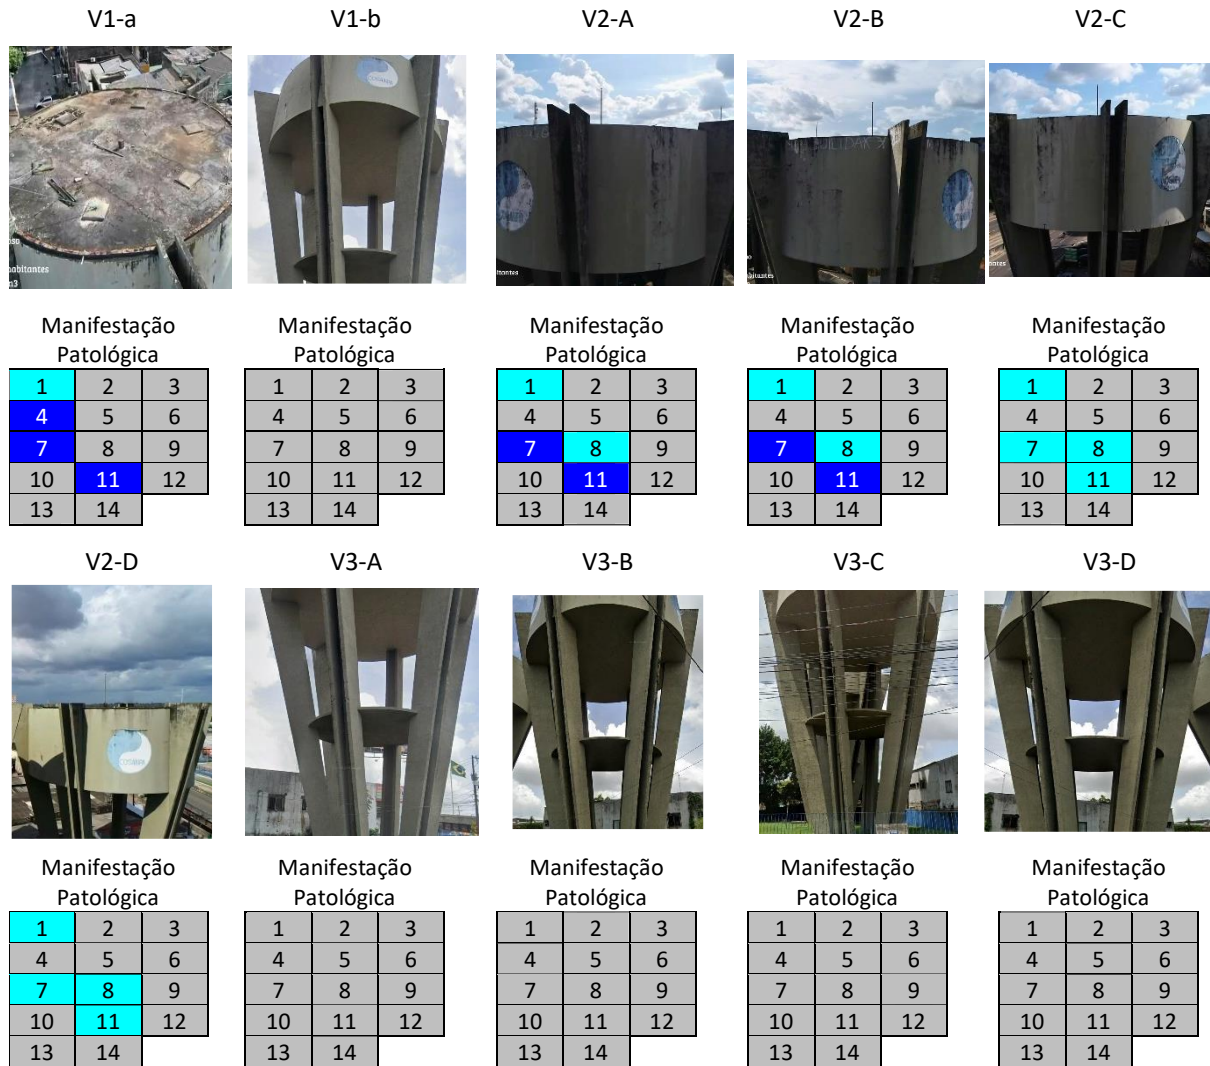 V1-a V1-b V2-A V2-B V2-C
COSANPA
abitantes
a3
abitantes
Manifestação Manifestação Manifestação Manifestação Manifestação
Patológica Patológica Patológica Patológica Patológica
1 2 3 1 2 3 1 2 3 1 2 3 1 2 3
4 5 6 4 5 6 4 5 6 4 5 6 4 5 6
7 8 9 7 8 9 7 8 9 7 8 9 7 8 9
10 11 12 10 11 12 10 11 12 10 11 12 10 11 12
13 14 13 14 13 14 13 14 13 14
V2-D V3-A V3-B V3-C V3-D
COSANPA
Manifestação Manifestação Manifestação Manifestação Manifestação
Patológica Patológica Patológica Patológica Patológica
1 2 3 1 2 3 1 2 3 1 2 3 1 2 3
4 5 6 4 5 6 4 5 6 4 5 6 4 5 6
7 8 9 7 8 9 7 8 9 7 8 9 7 8 9
10 11 12 10 11 12 10 11 12 10 11 12 10 11 12
13 14 13 14 13 14 13 14 13 14